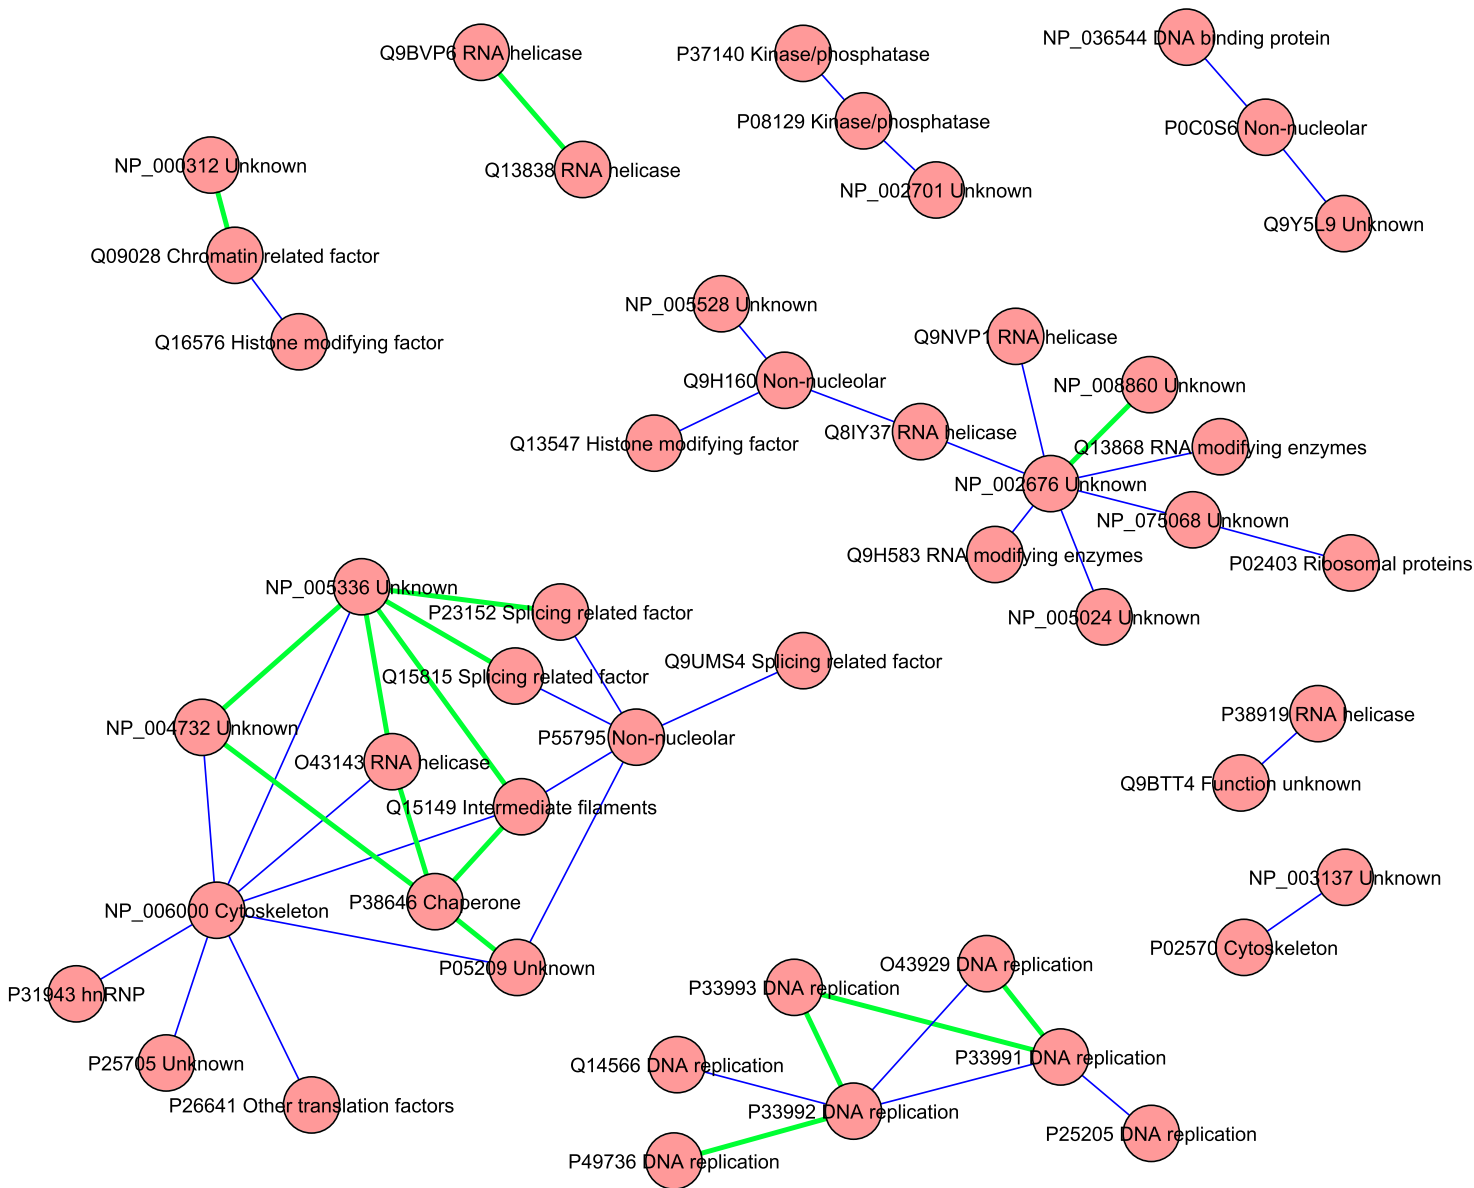 NP_036544 DNA binding protein
Q9BVP6 RNA helicase
P37140 Kinase/phosphatase
P08129 Kinase/phosphatase
P0C0S6 Non-nucleolar
NP_000312 Unknown
Q13838 RNA helicase
NP_002701 Unknown
Q9Y5L9 Unknown
Q09028 Chromatin related factor
NP_005528 Unknown
Q16576 Histone modifying factor
Q9NVP1 RNA helicase
Q9H160 Non-nucleolar
NP_008860 Unknown
Q8IY37 RNA helicase
Q13547 Histone modifying factor
Q13868 RNA modifying enzymes
NP_002676 Unknown
NP_075068 Unknown
Q9H583 RNA modifying enzymes
P02403 Ribosomal proteins
NP_005336 Unknown
P23152 Splicing related factor
NP_005024 Unknown
Q9UMS4 Splicing related factor
Q15815 Splicing related factor
P38919 RNA helicase
NP_004732 Unknown
P55795 Non-nucleolar
O43143 RNA helicase
Q9BTT4 Function unknown
Q15149 Intermediate filaments
NP_003137 Unknown
P38646 Chaperone
NP_006000 Cytoskeleton
P02570 Cytoskeleton
P05209 Unknown
O43929 DNA replication
P33993 DNA replication
P31943 hnRNP
P25705 Unknown
Q14566 DNA replication
P33991 DNA replication
P26641 Other translation factors
P33992 DNA replication
P25205 DNA replication
P49736 DNA replication